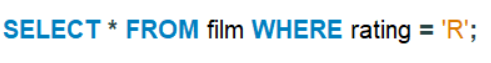 SELECT * FROM film WHERE rating = 'R';